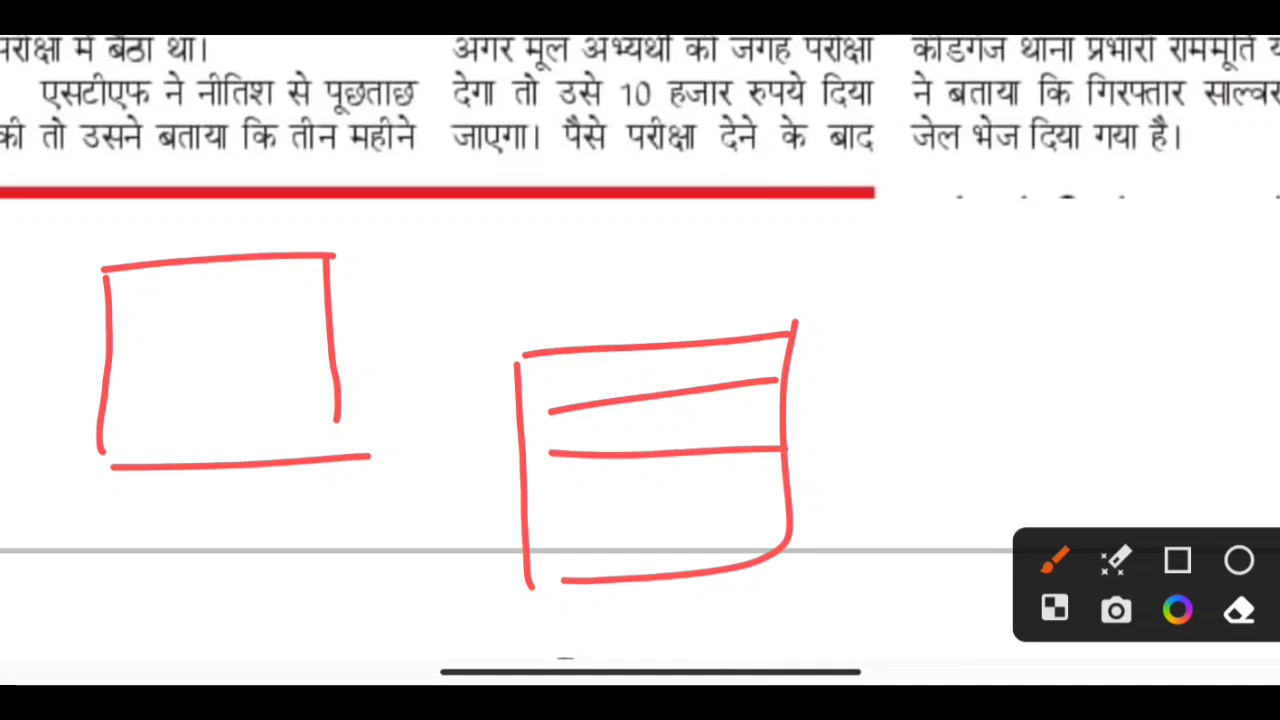 परीक्षा में बैठा था।
एसटीएफ ने नीतिश से पूछताछ
की तो उसने बताया कि तीन महीने
अगर मूल अभ्यर्थी की जगह परीक्षा
देगा तो उसे 10 हजार रुपये दिया
जाएगा। पैसे परीक्षा देने के बाद
कीडगंज थाना प्रभारी राममूर्ति
ने बताया कि गिरफ्तार साल्वर
जेल भेज दिया गया है।